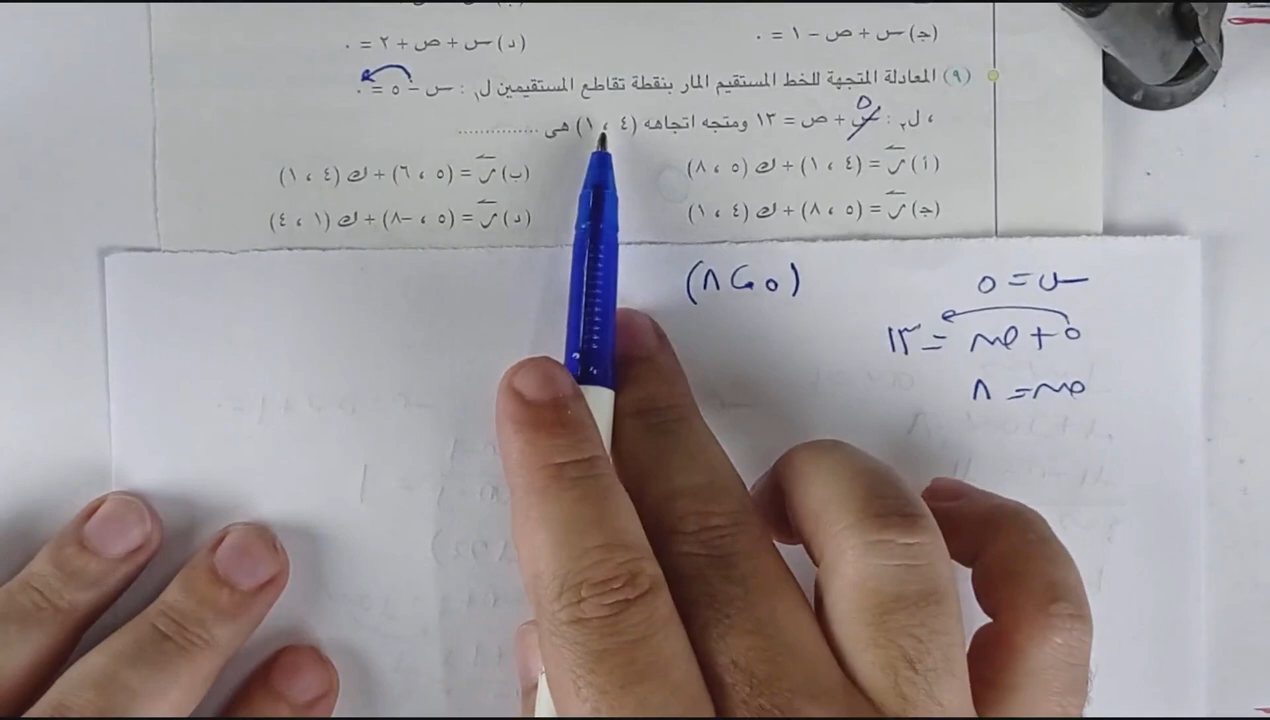 (ج) س + ص − ١ = ٠
(د) س + ص + ٢ = ٠
(٩) المعادلة المتجهة للخط المستقيم المار بنقطة تقاطع المستقيمين ل١ : س − ٥ = ٠
، ل٢ : س + ص = ١٣ ومتجه اتجاهه (٤ ، ١) هى ...............
٥
(أ) ر = (٤ ، ١) + ك (٥ ، ٨)
(ب) ر = (٥ ، ٦) + ك (٤ ، ١)
(ج) ر = (٥ ، ٨) + ك (٤ ، ١)
(د) ر = (٥ ، −٨) + ك (١ ، ٤)
س = ٥
٥ + ص = ١٣
ص = ٨
(٥ ، ٨)